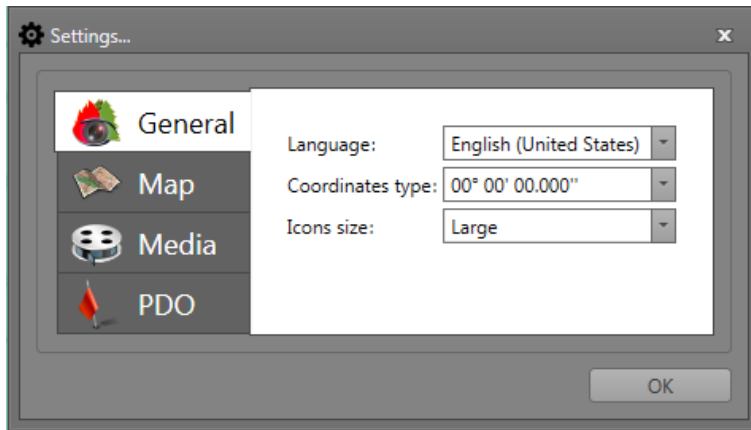 Settings...
x
General
Map
Media
PDO
Language: English (United States)
Coordinates type: 00° 00' 00.000"
Icons size: Large
OK